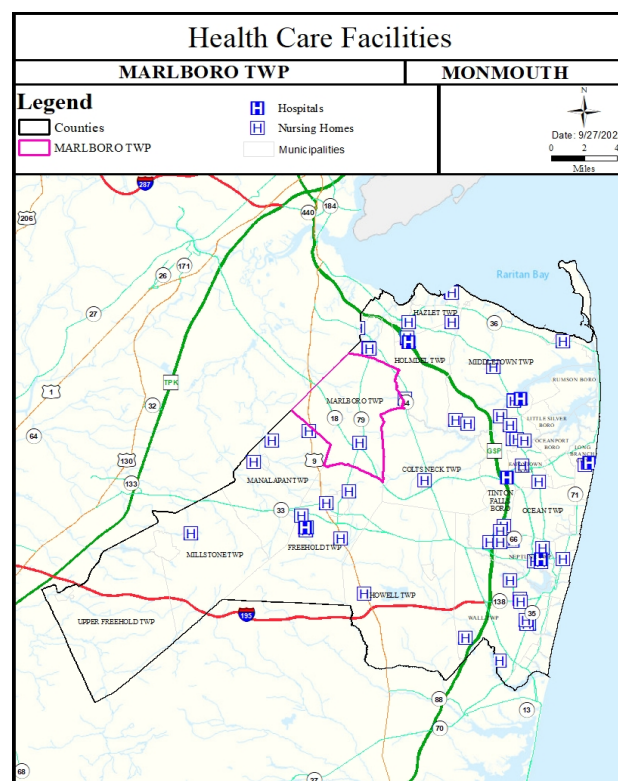 Health Care Facilities
MARLBORO TWP
MONMOUTH
Legend
Counties
MARLBORO TWP
H Hospitals
H Nursing Homes
Municipalities
N
Date: 9/27/202
0 2 4
Miles
287
206
440
184
171
26
27
Raritan Bay
HAZLET TWP
36
HOLMDEL TWP
MIDDLETOWN TWP
RUMSON BORO
1
TPK
32
MARLBORO TWP
18
79
LITTLE SILVER
BORO
OCEANPORT
BORO
LONG
BRANCH
64
130
133
9
GSP
MANALAPAN TWP
COLTS NECK TWP
TINTON
FALLS
BORO
71
33
OCEAN TWP
MILLSTONE TWP
FREEHOLD TWP
66
HOWELL TWP
195
138
35
UPPER FREEHOLD TWP
WALL TWP
88
70
13
68
37